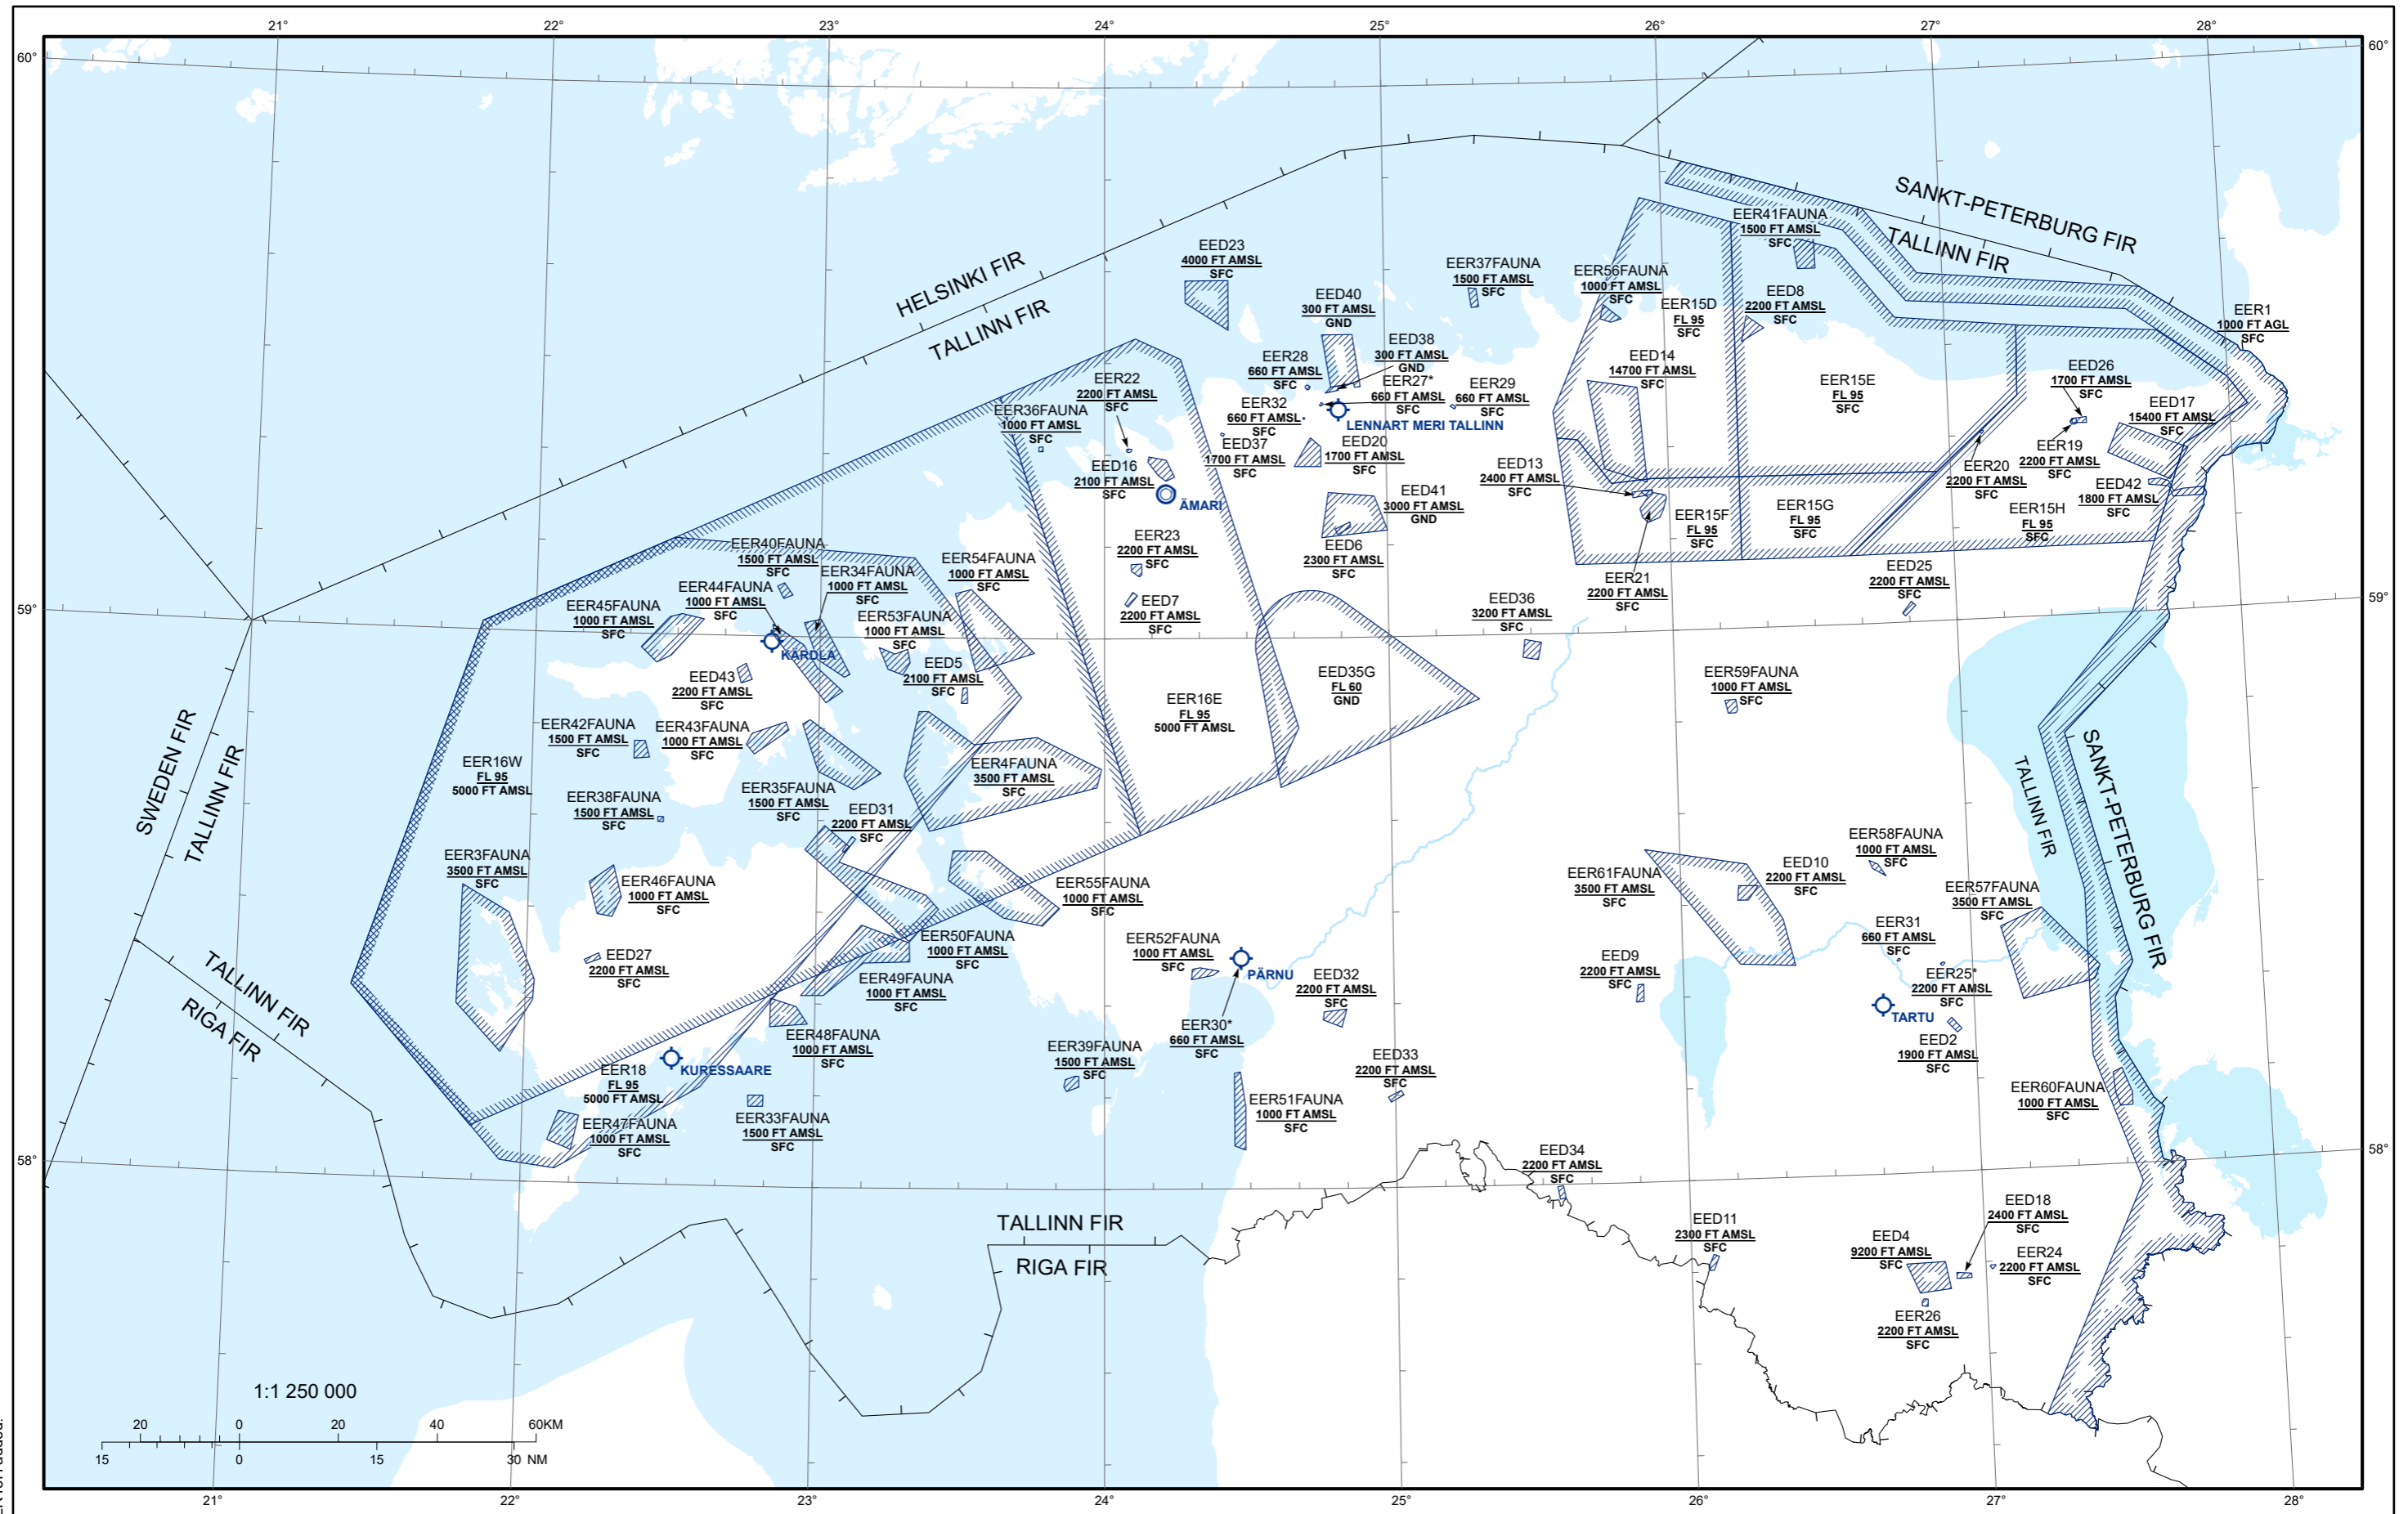 21°
22°
23°
24°
25°
26°
27°
28°
60°
60°
SANKT-PETERBURG FIR
TALLINN FIR
HELSINKI FIR
TALLINN FIR
EER41FAUNA
1500 FT AMSL
SFC
EED23
4000 FT AMSL
SFC
EER37FAUNA
1500 FT AMSL
SFC
EER56FAUNA
1000 FT AMSL
SFC
EED40
300 FT AMSL
GND
EER15D
FL 95
SFC
EED8
2200 FT AMSL
SFC
EER1
1000 FT AGL
SFC
EED38
300 FT AMSL
GND
EER28
660 FT AMSL
SFC
EED14
14700 FT AMSL
SFC
EER22
2200 FT AMSL
SFC
EER27*
660 FT AMSL
SFC
EER29
660 FT AMSL
SFC
EER15E
FL 95
SFC
EED26
1700 FT AMSL
SFC
EER36FAUNA
1000 FT AMSL
SFC
EER32
660 FT AMSL
SFC
LENNART MERI TALLINN
EED17
15400 FT AMSL
SFC
EED37
1700 FT AMSL
SFC
EED20
1700 FT AMSL
SFC
EER19
2200 FT AMSL
SFC
EED16
2100 FT AMSL
SFC
EED13
2400 FT AMSL
SFC
EER20
2200 FT AMSL
SFC
ÄMARI
EED41
3000 FT AMSL
GND
EED42
1800 FT AMSL
SFC
EER15F
FL 95
SFC
EER15G
FL 95
SFC
EER15H
FL 95
SFC
EER23
2200 FT AMSL
SFC
EED6
2300 FT AMSL
SFC
EER40FAUNA
1500 FT AMSL
SFC
EER54FAUNA
1000 FT AMSL
SFC
EER34FAUNA
1000 FT AMSL
SFC
EER44FAUNA
1000 FT AMSL
SFC
EER21
2200 FT AMSL
SFC
EED25
2200 FT AMSL
SFC
59°
59°
EER45FAUNA
1000 FT AMSL
SFC
EER53FAUNA
1000 FT AMSL
SFC
EED7
2200 FT AMSL
SFC
EED36
3200 FT AMSL
SFC
KÄRDLA
EED43
2200 FT AMSL
SFC
EED5
2100 FT AMSL
SFC
EED35G
FL 60
GND
EER59FAUNA
1000 FT AMSL
SFC
EER16E
FL 95
5000 FT AMSL
EER42FAUNA
1500 FT AMSL
SFC
EER43FAUNA
1000 FT AMSL
SFC
SWEDEN FIR
TALLINN FIR
EER16W
FL 95
5000 FT AMSL
EER4FAUNA
3500 FT AMSL
SFC
SANKT-PETERBURG FIR
TALLINN FIR
EER38FAUNA
1500 FT AMSL
SFC
EER35FAUNA
1500 FT AMSL
SFC
EED31
2200 FT AMSL
SFC
EER58FAUNA
1000 FT AMSL
SFC
EER3FAUNA
3500 FT AMSL
SFC
EER46FAUNA
1000 FT AMSL
SFC
EER55FAUNA
1000 FT AMSL
SFC
EER61FAUNA
3500 FT AMSL
SFC
EED10
2200 FT AMSL
SFC
EER57FAUNA
3500 FT AMSL
SFC
EER31
660 FT AMSL
SFC
EED27
2200 FT AMSL
SFC
EER50FAUNA
1000 FT AMSL
SFC
EER52FAUNA
1000 FT AMSL
SFC
PÄRNU
EED9
2200 FT AMSL
SFC
EER25*
2200 FT AMSL
SFC
EER49FAUNA
1000 FT AMSL
SFC
EED32
2200 FT AMSL
SFC
TALLINN FIR
RIGA FIR
TARTU
EER48FAUNA
1000 FT AMSL
SFC
EER30*
660 FT AMSL
SFC
EED2
1900 FT AMSL
SFC
EER39FAUNA
1500 FT AMSL
SFC
EED33
2200 FT AMSL
SFC
KURESSAARE
EER18
FL 95
5000 FT AMSL
EER60FAUNA
1000 FT AMSL
SFC
EER51FAUNA
1000 FT AMSL
SFC
EER33FAUNA
1500 FT AMSL
SFC
EER47FAUNA
1000 FT AMSL
SFC
58°
58°
EED34
2200 FT AMSL
SFC
TALLINN FIR
RIGA FIR
EED18
2400 FT AMSL
SFC
EED11
2300 FT AMSL
SFC
EED4
9200 FT AMSL
SFC
EER24
2200 FT AMSL
SFC
EER26
2200 FT AMSL
SFC
1:1 250 000
20
0
20
40
60KM
15
0
15
30 NM
21°
22°
23°
24°
25°
26°
27°
28°